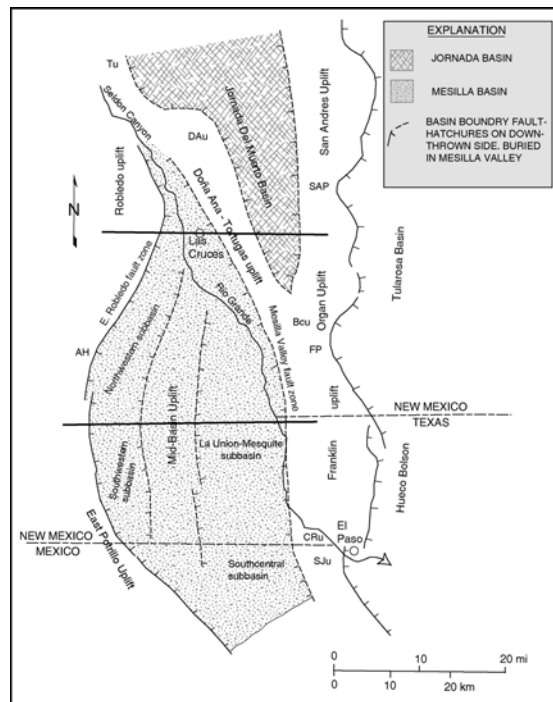 EXPLANATION
JORNADA BASIN
MESILLA BASIN
BASIN BOUNDRY FAULT-
HATCHURES ON DOWN-
THROWN SIDE. BURIED
IN MESILLA VALLEY
Tu
Seldon Canyon
DAu
Jornada Del Muerto Basin
San Andres Uplift
SAP
Robledo uplift
N
Doña Ana - Tortugas uplift
Las
Cruces
Tularosa Basin
E. Robledo fault zone
Rio Grande
Organ Uplift
Bcu
FP
Mesilla Valley fault zone
AH
Northwestern subbasin
Mid-Basin Uplift
uplift
NEW MEXICO
TEXAS
La Union-Mesquite
subbasin
Southwestern
subbasin
Franklin
Hueco Bolson
East Potrillo Uplift
NEW MEXICO
MEXICO
CRu
El
Paso
SJu
Southcentral
subbasin
0 10 20 mi
0 10 20 km